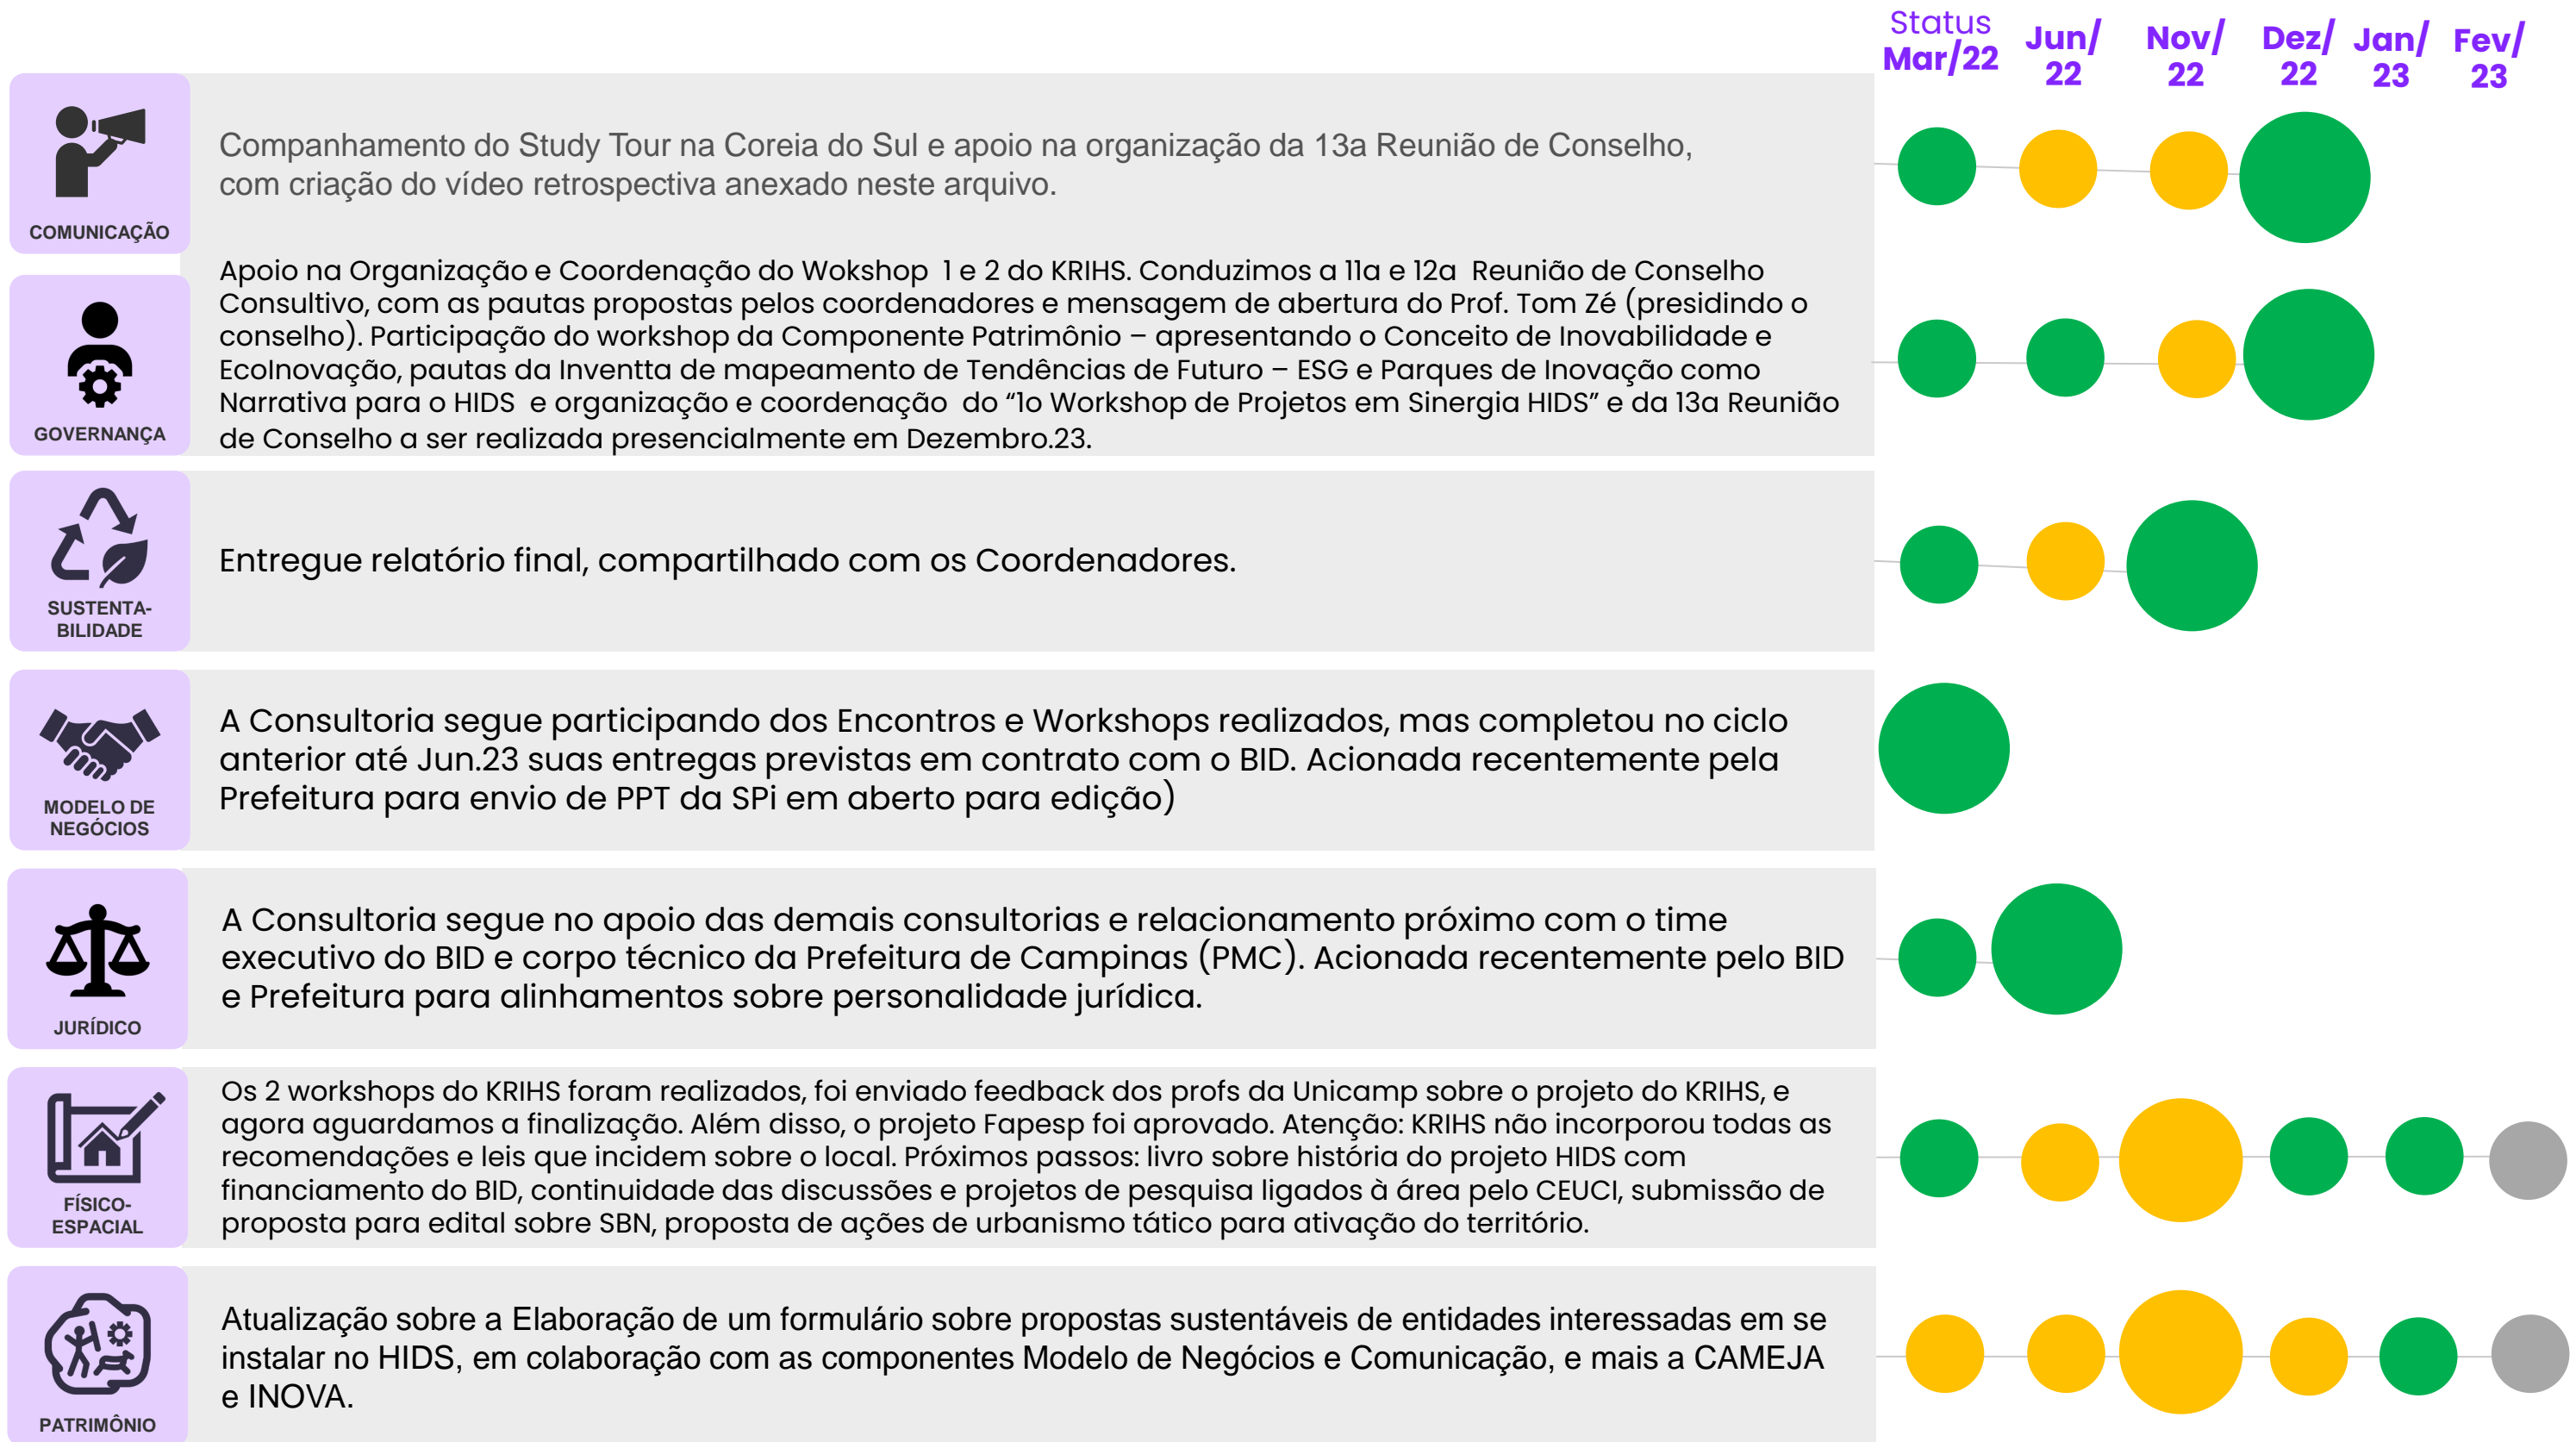 Status
Mar/22
Jun/
22
Nov/
22
Dez/
22
Jan/
23
Fev/
23
COMUNICAÇÃO
Companhamento do Study Tour na Coreia do Sul e apoio na organização da 13a Reunião de Conselho,
com criação do vídeo retrospectiva anexado neste arquivo.
GOVERNANÇA
Apoio na Organização e Coordenação do Wokshop 1 e 2 do KRIHS. Conduzimos a 11a e 12a Reunião de Conselho
Consultivo, com as pautas propostas pelos coordenadores e mensagem de abertura do Prof. Tom Zé (presidindo o
conselho). Participação do workshop da Componente Patrimônio – apresentando o Conceito de Inovabilidade e
EcoInovação, pautas da Inventta de mapeamento de Tendências de Futuro – ESG e Parques de Inovação como
Narrativa para o HIDS e organização e coordenação do “1o Workshop de Projetos em Sinergia HIDS” e da 13a Reunião
de Conselho a ser realizada presencialmente em Dezembro.23.
SUSTENTA-
BILIDADE
Entregue relatório final, compartilhado com os Coordenadores.
MODELO DE
NEGÓCIOS
A Consultoria segue participando dos Encontros e Workshops realizados, mas completou no ciclo
anterior até Jun.23 suas entregas previstas em contrato com o BID. Acionada recentemente pela
Prefeitura para envio de PPT da SPi em aberto para edição)
JURÍDICO
A Consultoria segue no apoio das demais consultorias e relacionamento próximo com o time
executivo do BID e corpo técnico da Prefeitura de Campinas (PMC). Acionada recentemente pelo BID
e Prefeitura para alinhamentos sobre personalidade jurídica.
FÍSICO-
ESPACIAL
Os 2 workshops do KRIHS foram realizados, foi enviado feedback dos profs da Unicamp sobre o projeto do KRIHS, e
agora aguardamos a finalização. Além disso, o projeto Fapesp foi aprovado. Atenção: KRIHS não incorporou todas as
recomendações e leis que incidem sobre o local. Próximos passos: livro sobre história do projeto HIDS com
financiamento do BID, continuidade das discussões e projetos de pesquisa ligados à área pelo CEUCI, submissão de
proposta para edital sobre SBN, proposta de ações de urbanismo tático para ativação do território.
PATRIMÔNIO
Atualização sobre a Elaboração de um formulário sobre propostas sustentáveis de entidades interessadas em se
instalar no HIDS, em colaboração com as componentes Modelo de Negócios e Comunicação, e mais a CAMEJA
e INOVA.